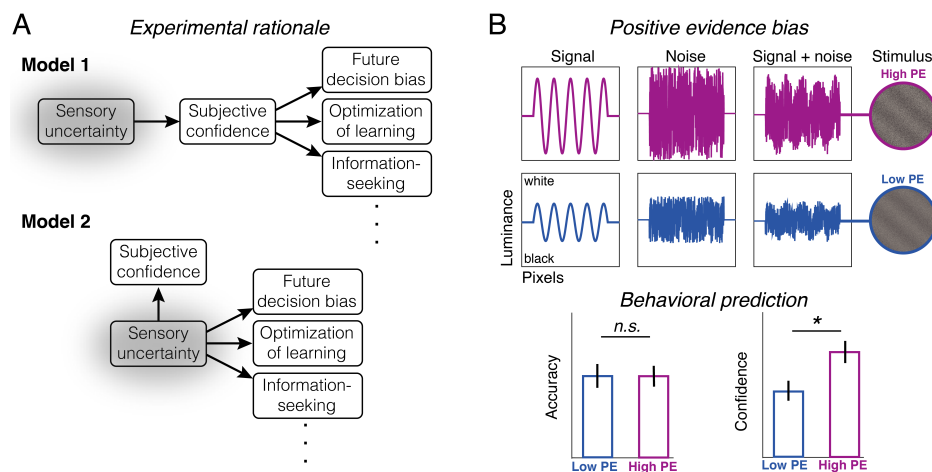 A
Experimental rationale
Model 1
Sensory
uncertainty
Subjective
confidence
Future
decision bias
Optimization
of learning
Information-
seeking
Model 2
Subjective
confidence
Sensory
uncertainty
Future
decision bias
Optimization
of learning
Information-
seeking
B
Positive evidence bias
Signal
Noise
Signal + noise
Stimulus
High PE
Low PE
white
black
Luminance
Pixels
Behavioral prediction
n.s.
Accuracy
Low PE
High PE
*
Confidence
Low PE
High PE